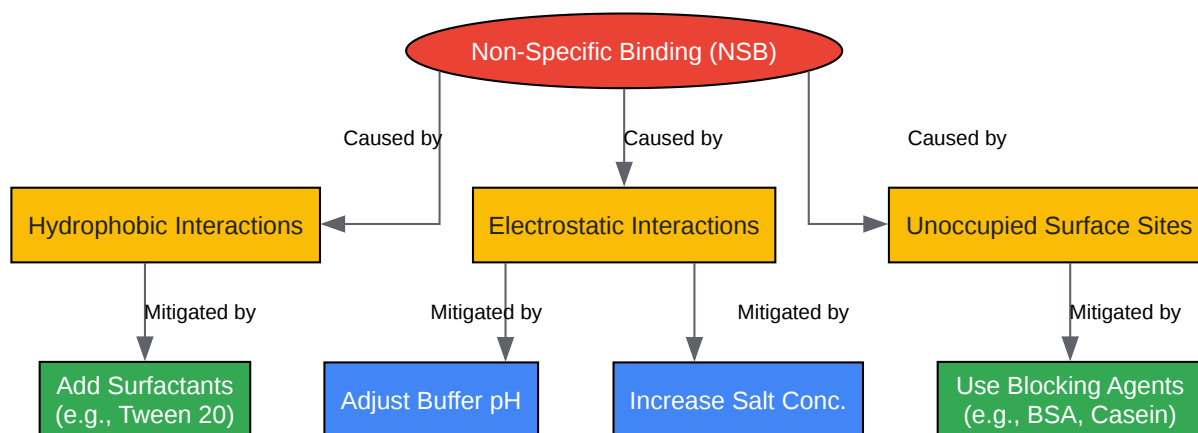 Non-Specific Binding (NSB)
Caused by
Caused by
Caused by
Hydrophobic Interactions
Electrostatic Interactions
Unoccupied Surface Sites
Mitigated by
Mitigated by
Mitigated by
Mitigated by
Add Surfactants
(e.g., Tween 20)
Adjust Buffer pH
Increase Salt Conc.
Use Blocking Agents
(e.g., BSA, Casein)